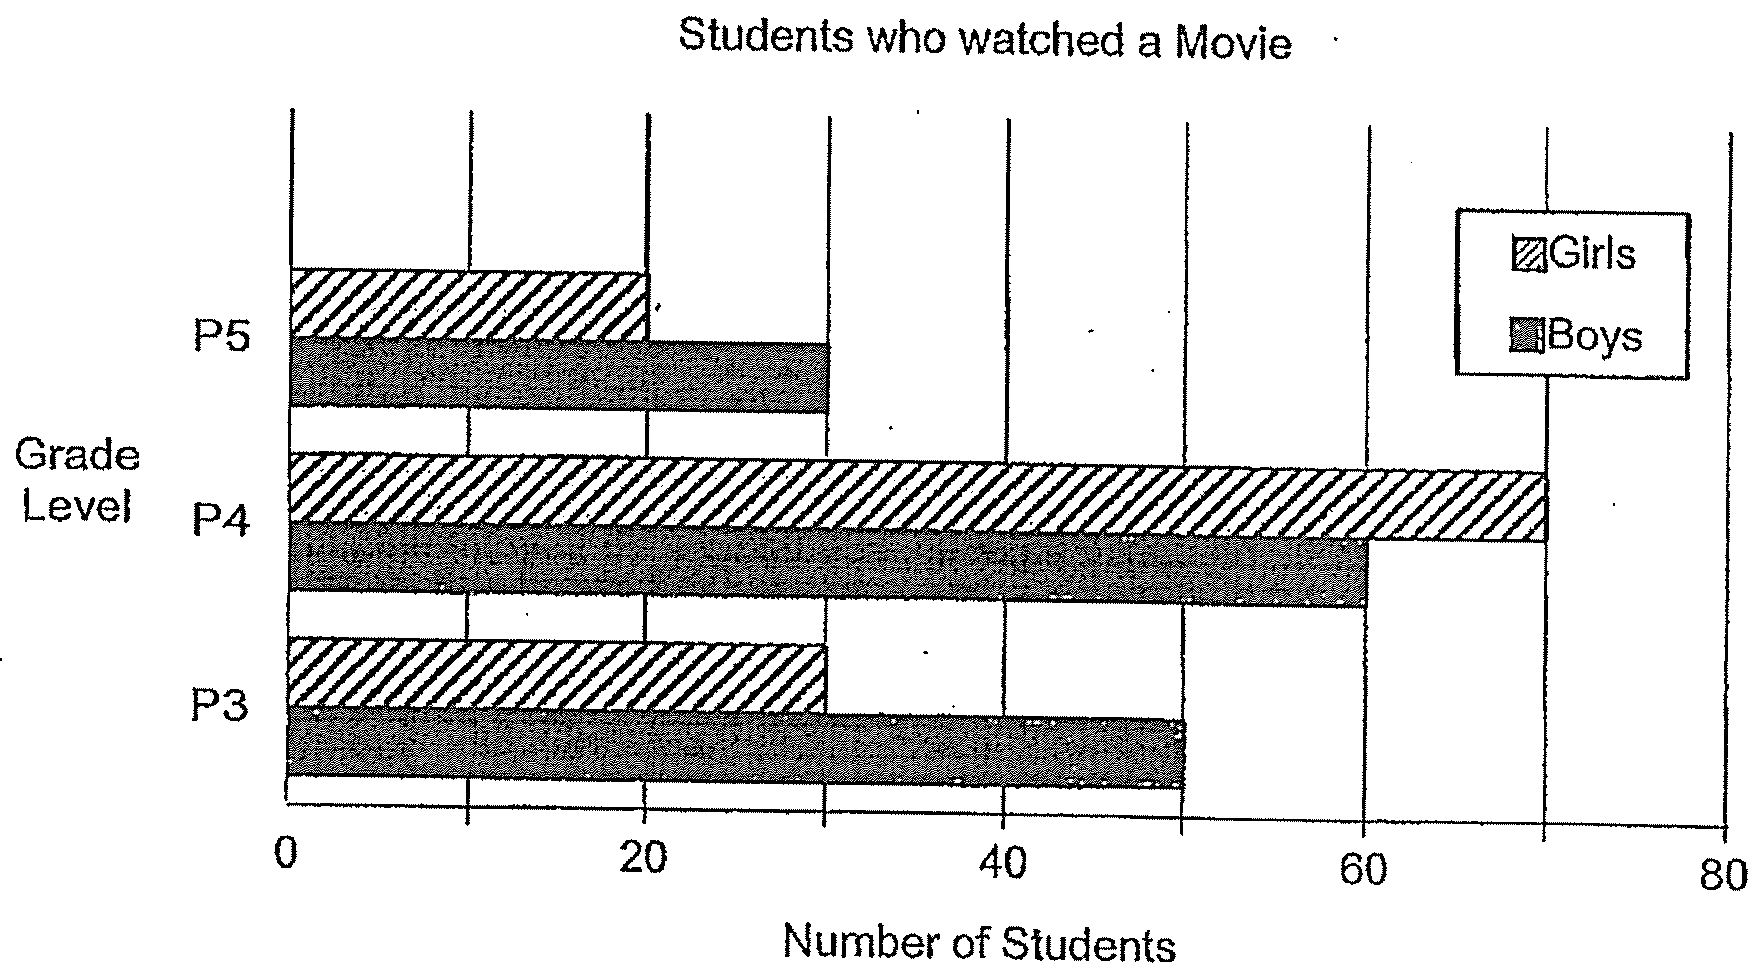 Students who watched a Movie
Girls
Boys
P5
Grade
Level
P4
P3
0
20
40
60
80
Number of Students